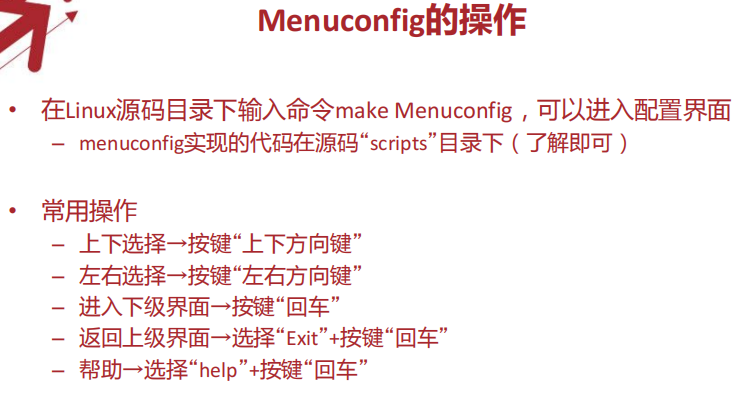 Menuconfig的操作
• 在Linux源码目录下输入命令make Menuconfig，可以进入配置界面
– menuconfig实现的代码在源码“scripts”目录下（了解即可）
• 常用操作
– 上下选择→按键“上下方向键”
– 左右选择→按键“左右方向键”
– 进入下级界面→按键“回车”
– 返回上级界面→选择“Exit”+按键“回车”
– 帮助→选择“help”+按键“回车”